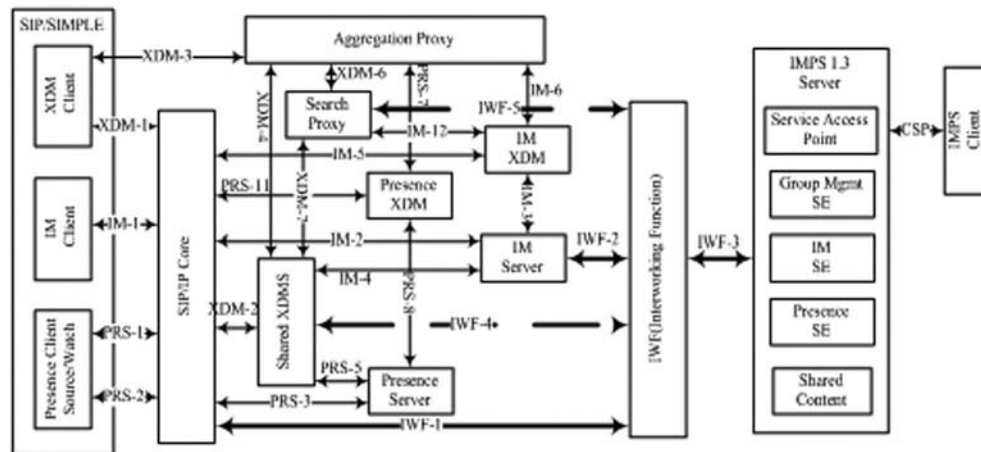 SIP/SIMPLE
XDM
Client
IM
Client
Presence Client
Source/Watch
XDM-3
XDM-1
IM-1
PRS-1
PRS-2
SIP/IP Core
Aggregation Proxy
XDM-4
XDM-6
PRS-7
IM-6
Search
Proxy
IWF-5
IM-12
IM
XDM
IM-5
XDM-7
PRS-11
Presence
XDM
IM-3
IM-2
IM
Server
IWF-2
IM-4
PRS-8
XDM-2
Shared XDMS
IWF-4
PRS-5
Presence
Server
PRS-3
IWF-1
IWF(Interworking Function)
IWF-3
IMPS 1.3
Server
Service Access
Point
Group Mgmt
SE
IM
SE
Presence
SE
Shared
Content
CSP
IMPS
Client